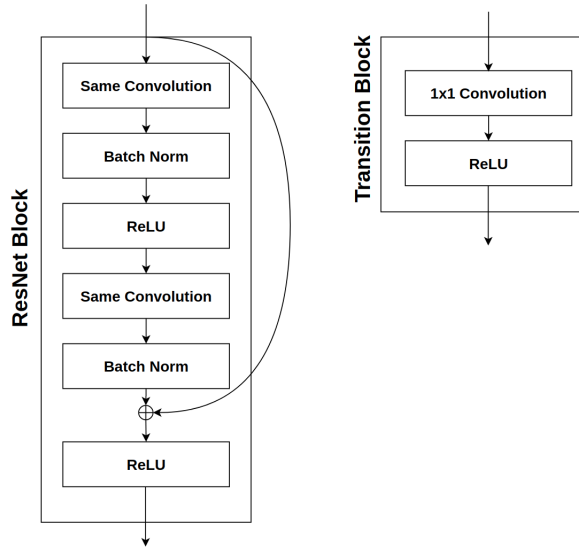 ResNet Block
Same Convolution
Batch Norm
ReLU
Same Convolution
Batch Norm
ReLU
Transition Block
1x1 Convolution
ReLU